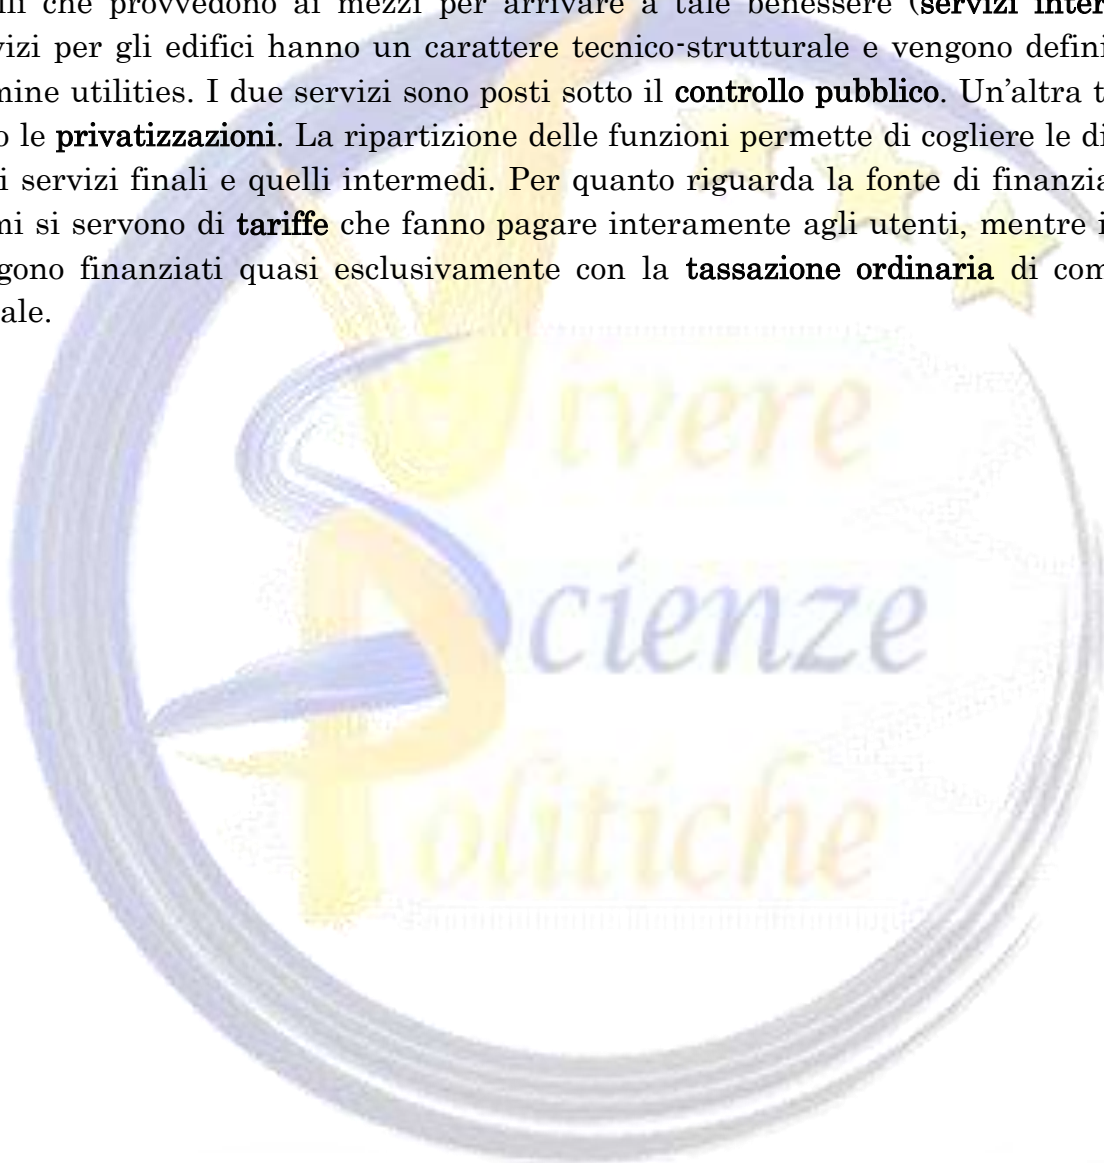 lli che provvedono ai mezzi per arrivare a tale benessere (servizi inter
vizi per gli edifici hanno un carattere tecnico-strutturale e vengono defini
mine utilities. I due servizi sono posti sotto il controllo pubblico. Un’altra t
o le privatizzazioni. La ripartizione delle funzioni permette di cogliere le di
i servizi finali e quelli intermedi. Per quanto riguarda la fonte di finanzia
mi si servono di tariffe che fanno pagare interamente agli utenti, mentre i
gono finanziati quasi esclusivamente con la tassazione ordinaria di com
ale.
Vivere
Scienze
Politiche